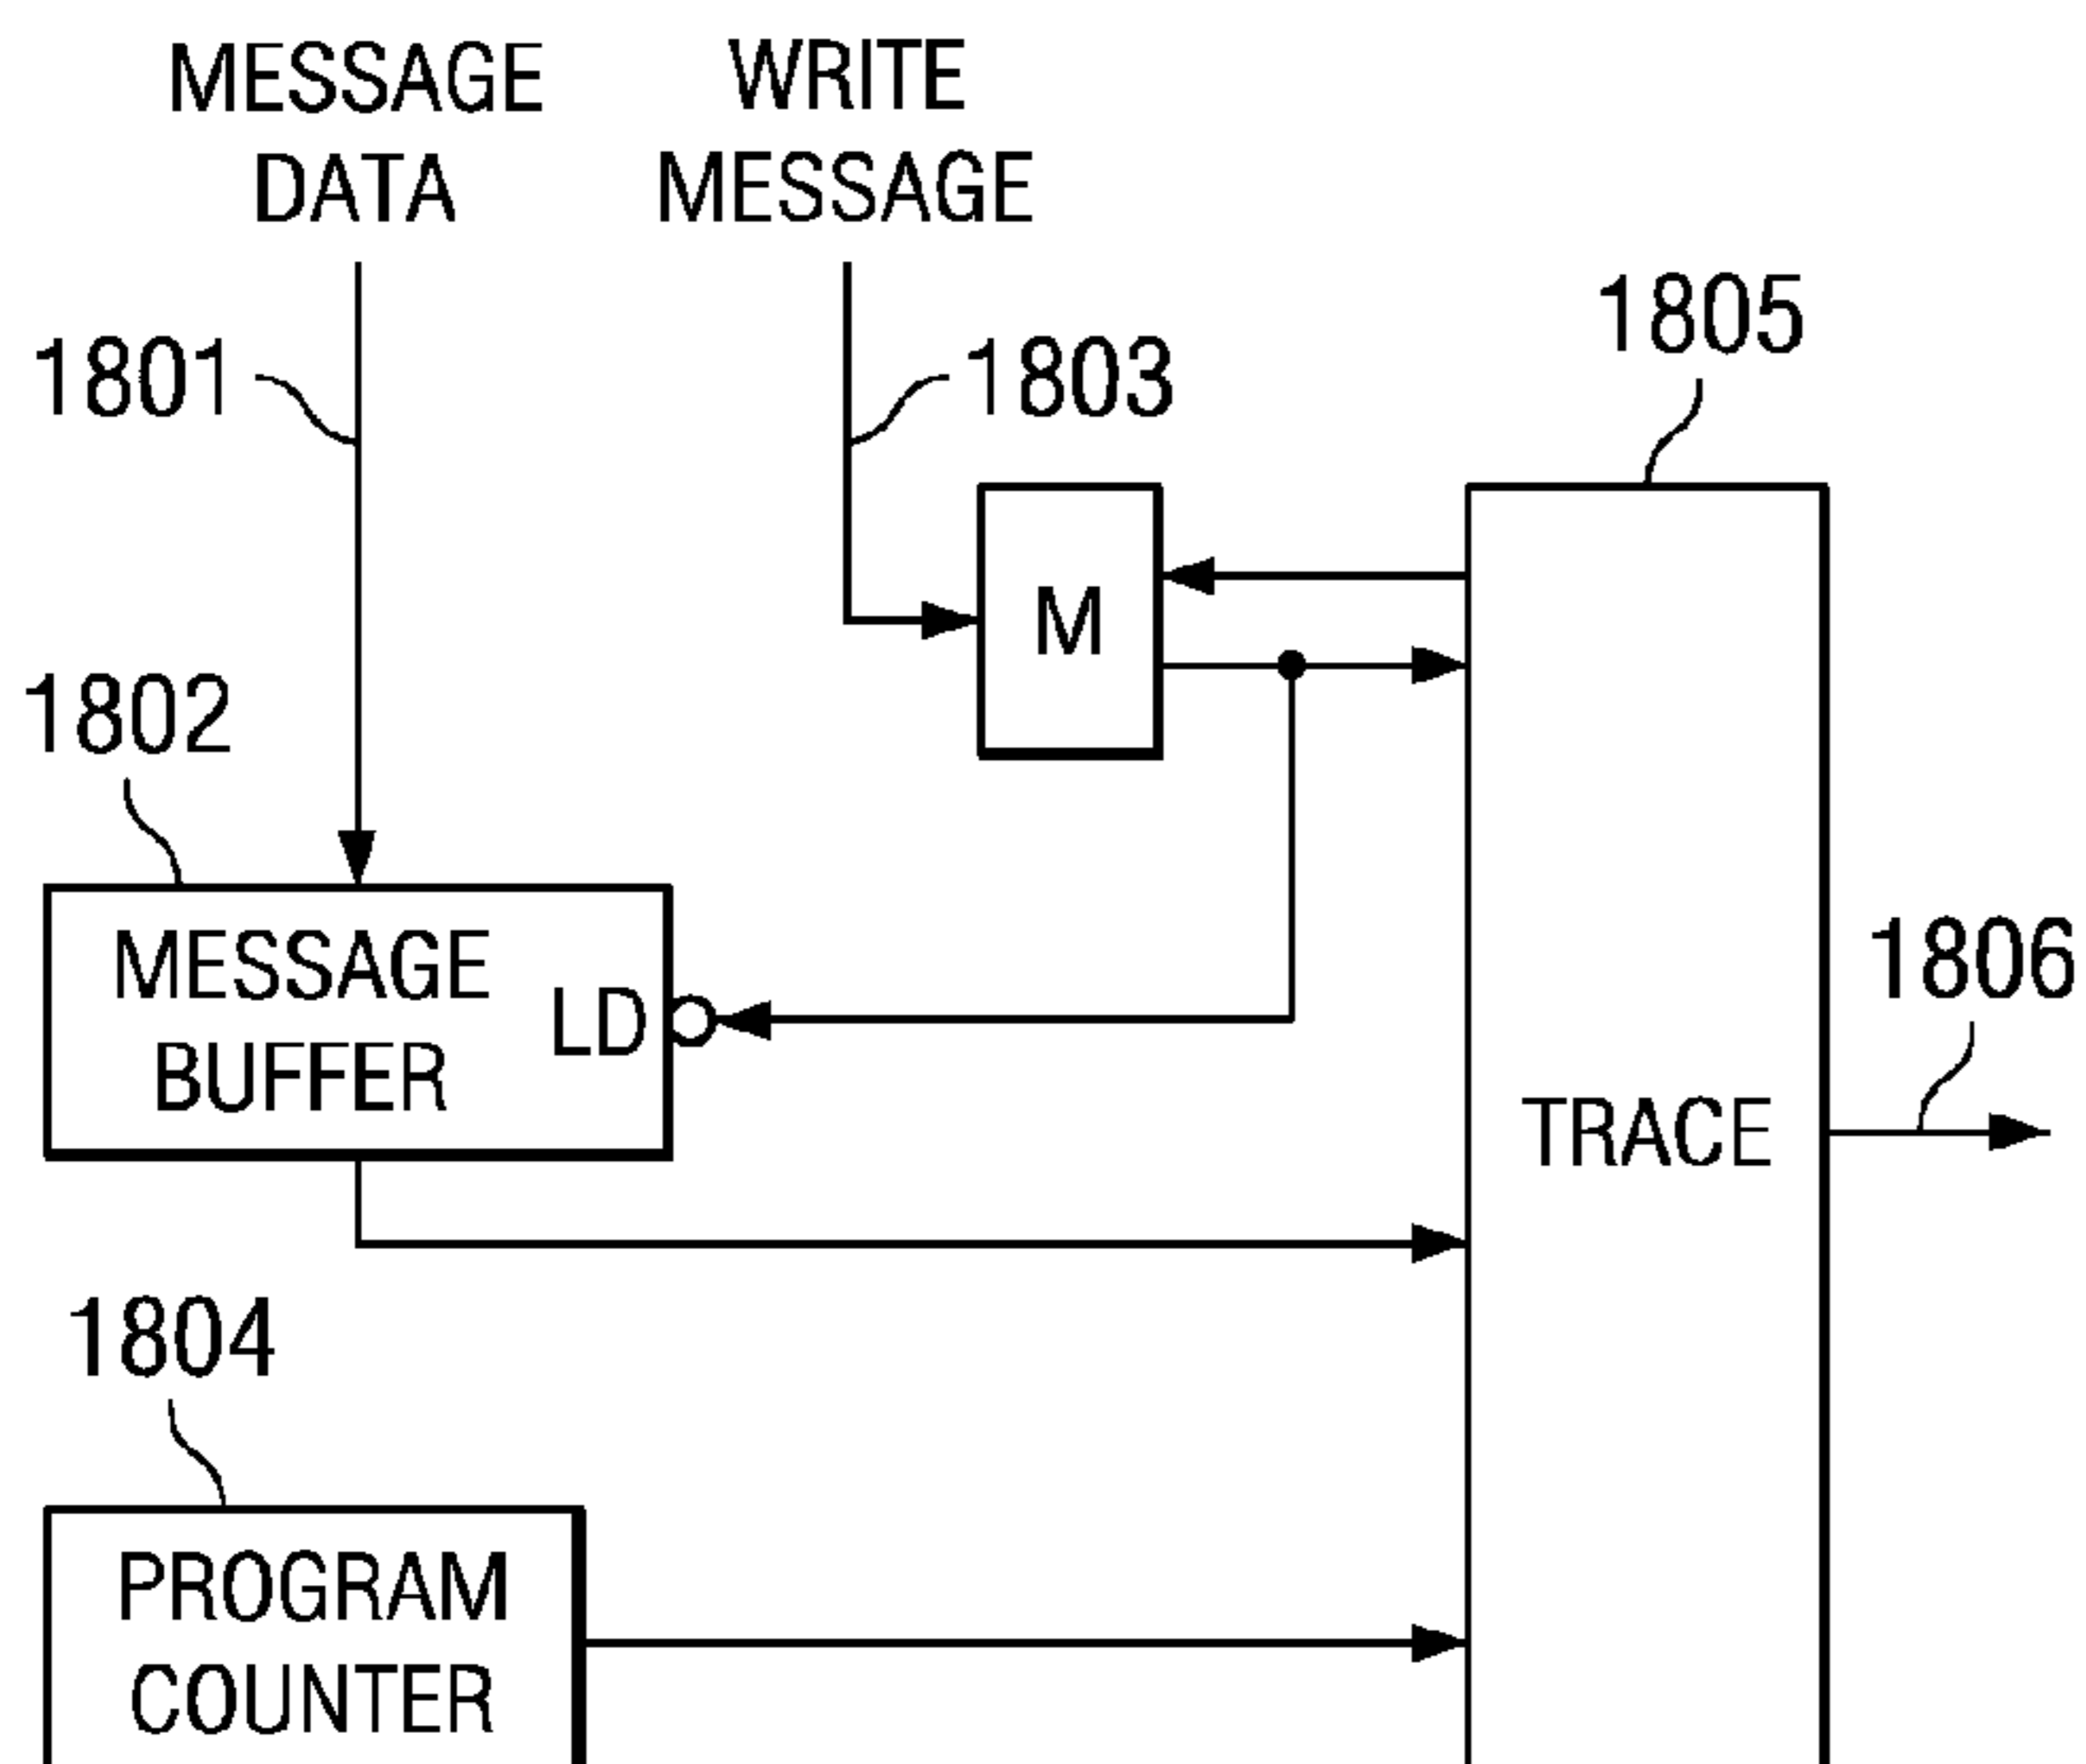 MESSAGE
DATA
WRITE
MESSAGE
1801
1803
1805
M
1802
MESSAGE
BUFFER
LD
1806
TRACE
1804
PROGRAM
COUNTER